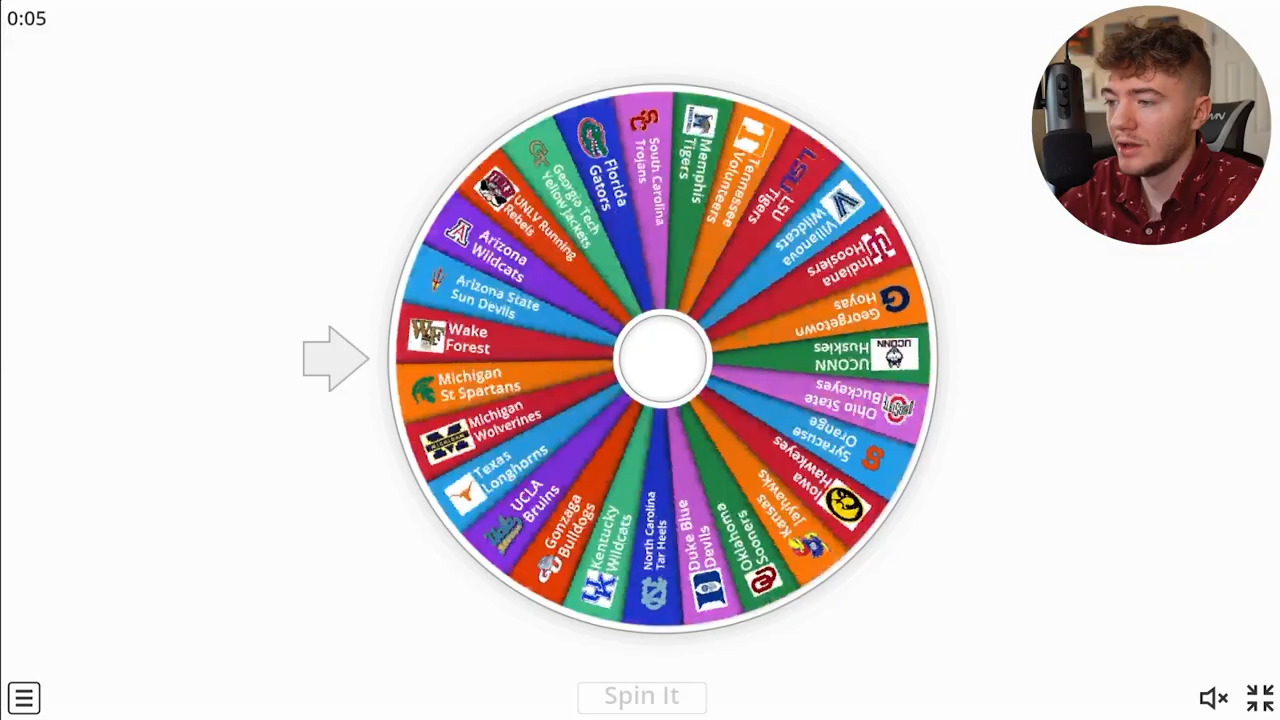 0:05
South Carolina
Trojans
Memphis
Tigers
Tennessee
Volunteers
LSU
LSU
Tigers
Villanova
Wildcats
Indiana
Hoosiers
Georgetown
Hoyas
UCONN
Huskies
UCONN
Ohio State
Buckeyes
Syracuse
Orange
Iowa
Hawkeyes
Kansas
Jayhawks
Oklahoma
Sooners
Duke Blue
Devils
North Carolina
Tar Heels
Kentucky
Wildcats
Gonzaga
Bulldogs
UCLA
Bruins
Texas
Longhorns
Michigan
Wolverines
Michigan
St Spartans
Wake
Forest
Arizona State
Sun Devils
Arizona
Wildcats
UNLV Running
Rebels
Georgia Tech
Yellow Jackets
Florida
Gators
Spin It